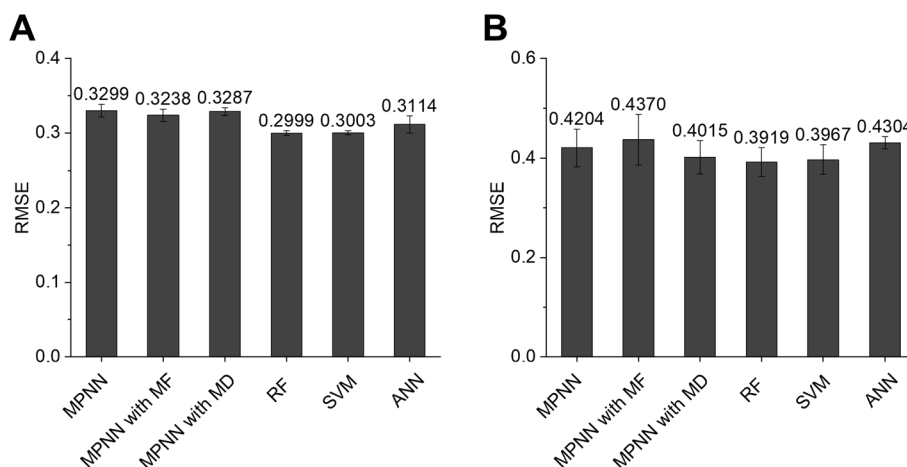 A
RMSE
0.4
0.3
0.2
0.1
0.0
0.3299
0.3238
0.3287
0.2999
0.3003
0.3114
MPNN
MPNN with MF
MPNN with MD
RF
SVM
ANN
B
RMSE
0.6
0.4
0.2
0.0
0.4204
0.4370
0.4015
0.3919
0.3967
0.4304
MPNN
MPNN with MF
MPNN with MD
RF
SVM
ANN